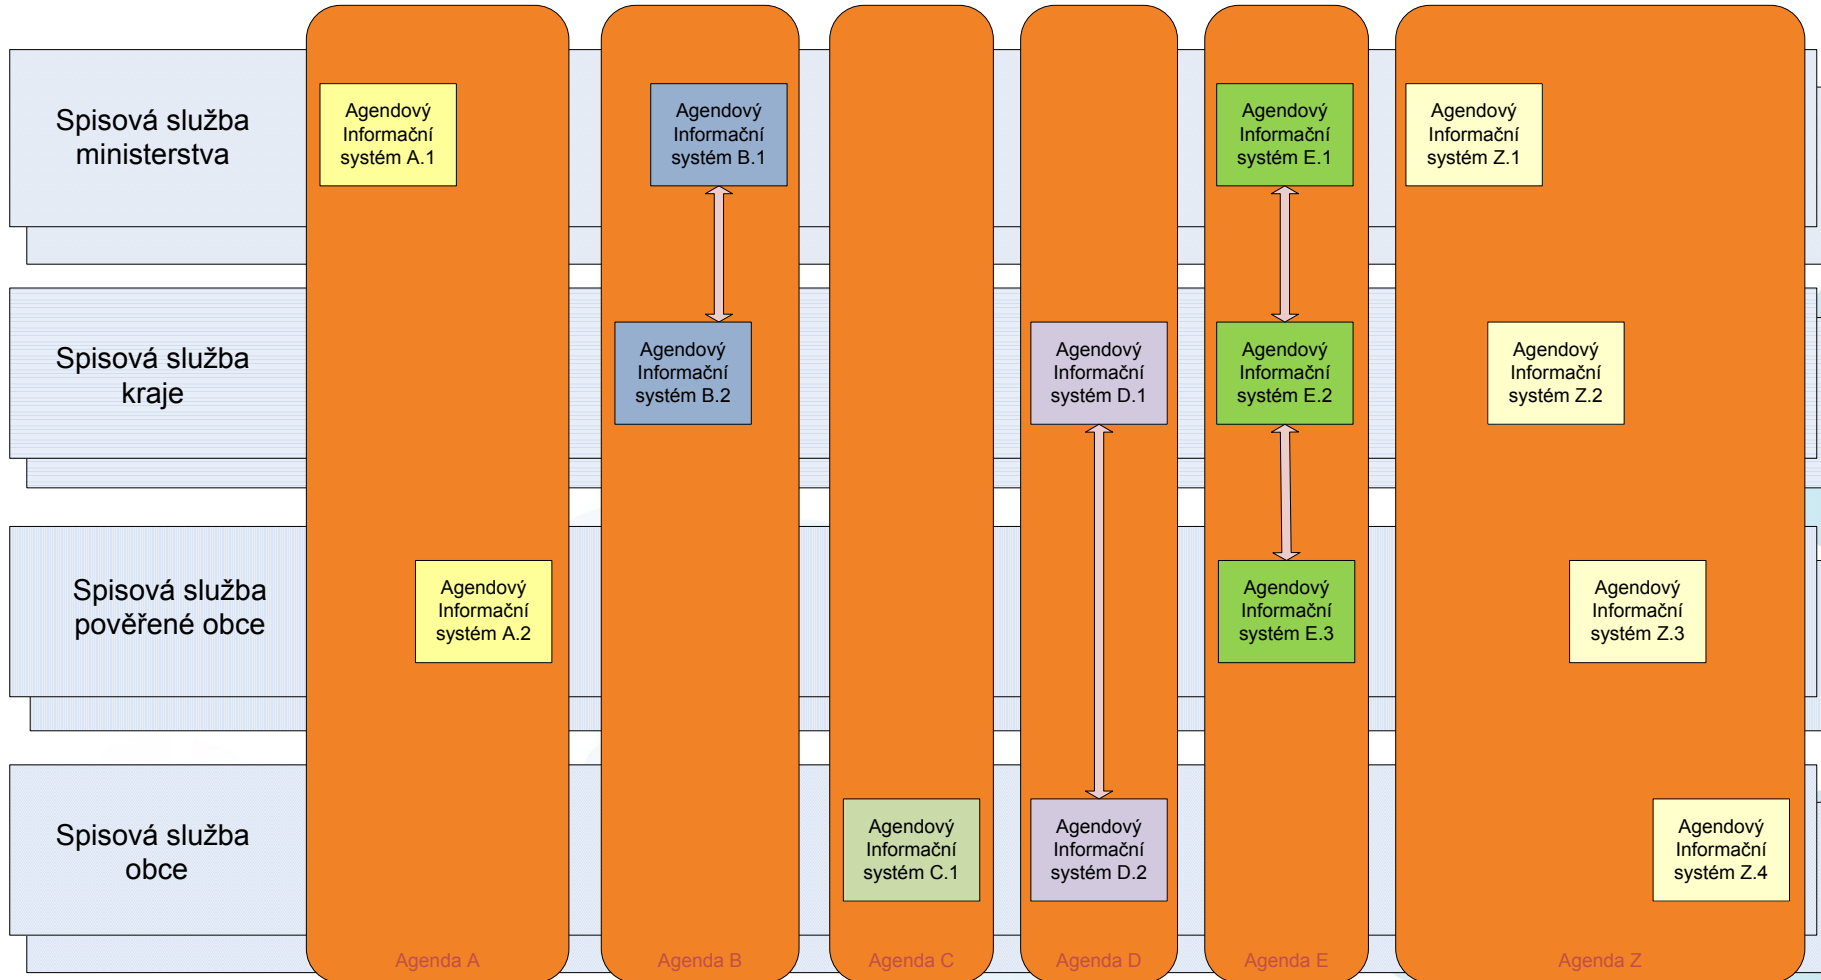 Spisová služba
ministerstva
Agendový
Informační
systém A.1
Agendový
Informační
systém B.1
Agendový
Informační
systém E.1
Agendový
Informační
systém Z.1
Spisová služba
kraje
Agendový
Informační
systém B.2
Agendový
Informační
systém D.1
Agendový
Informační
systém E.2
Agendový
Informační
systém Z.2
Spisová služba
pověřené obce
Agendový
Informační
systém A.2
Agendový
Informační
systém E.3
Agendový
Informační
systém Z.3
Spisová služba
obce
Agendový
Informační
systém C.1
Agendový
Informační
systém D.2
Agendový
Informační
systém Z.4
Agenda A
Agenda B
Agenda C
Agenda D
Agenda E
Agenda Z